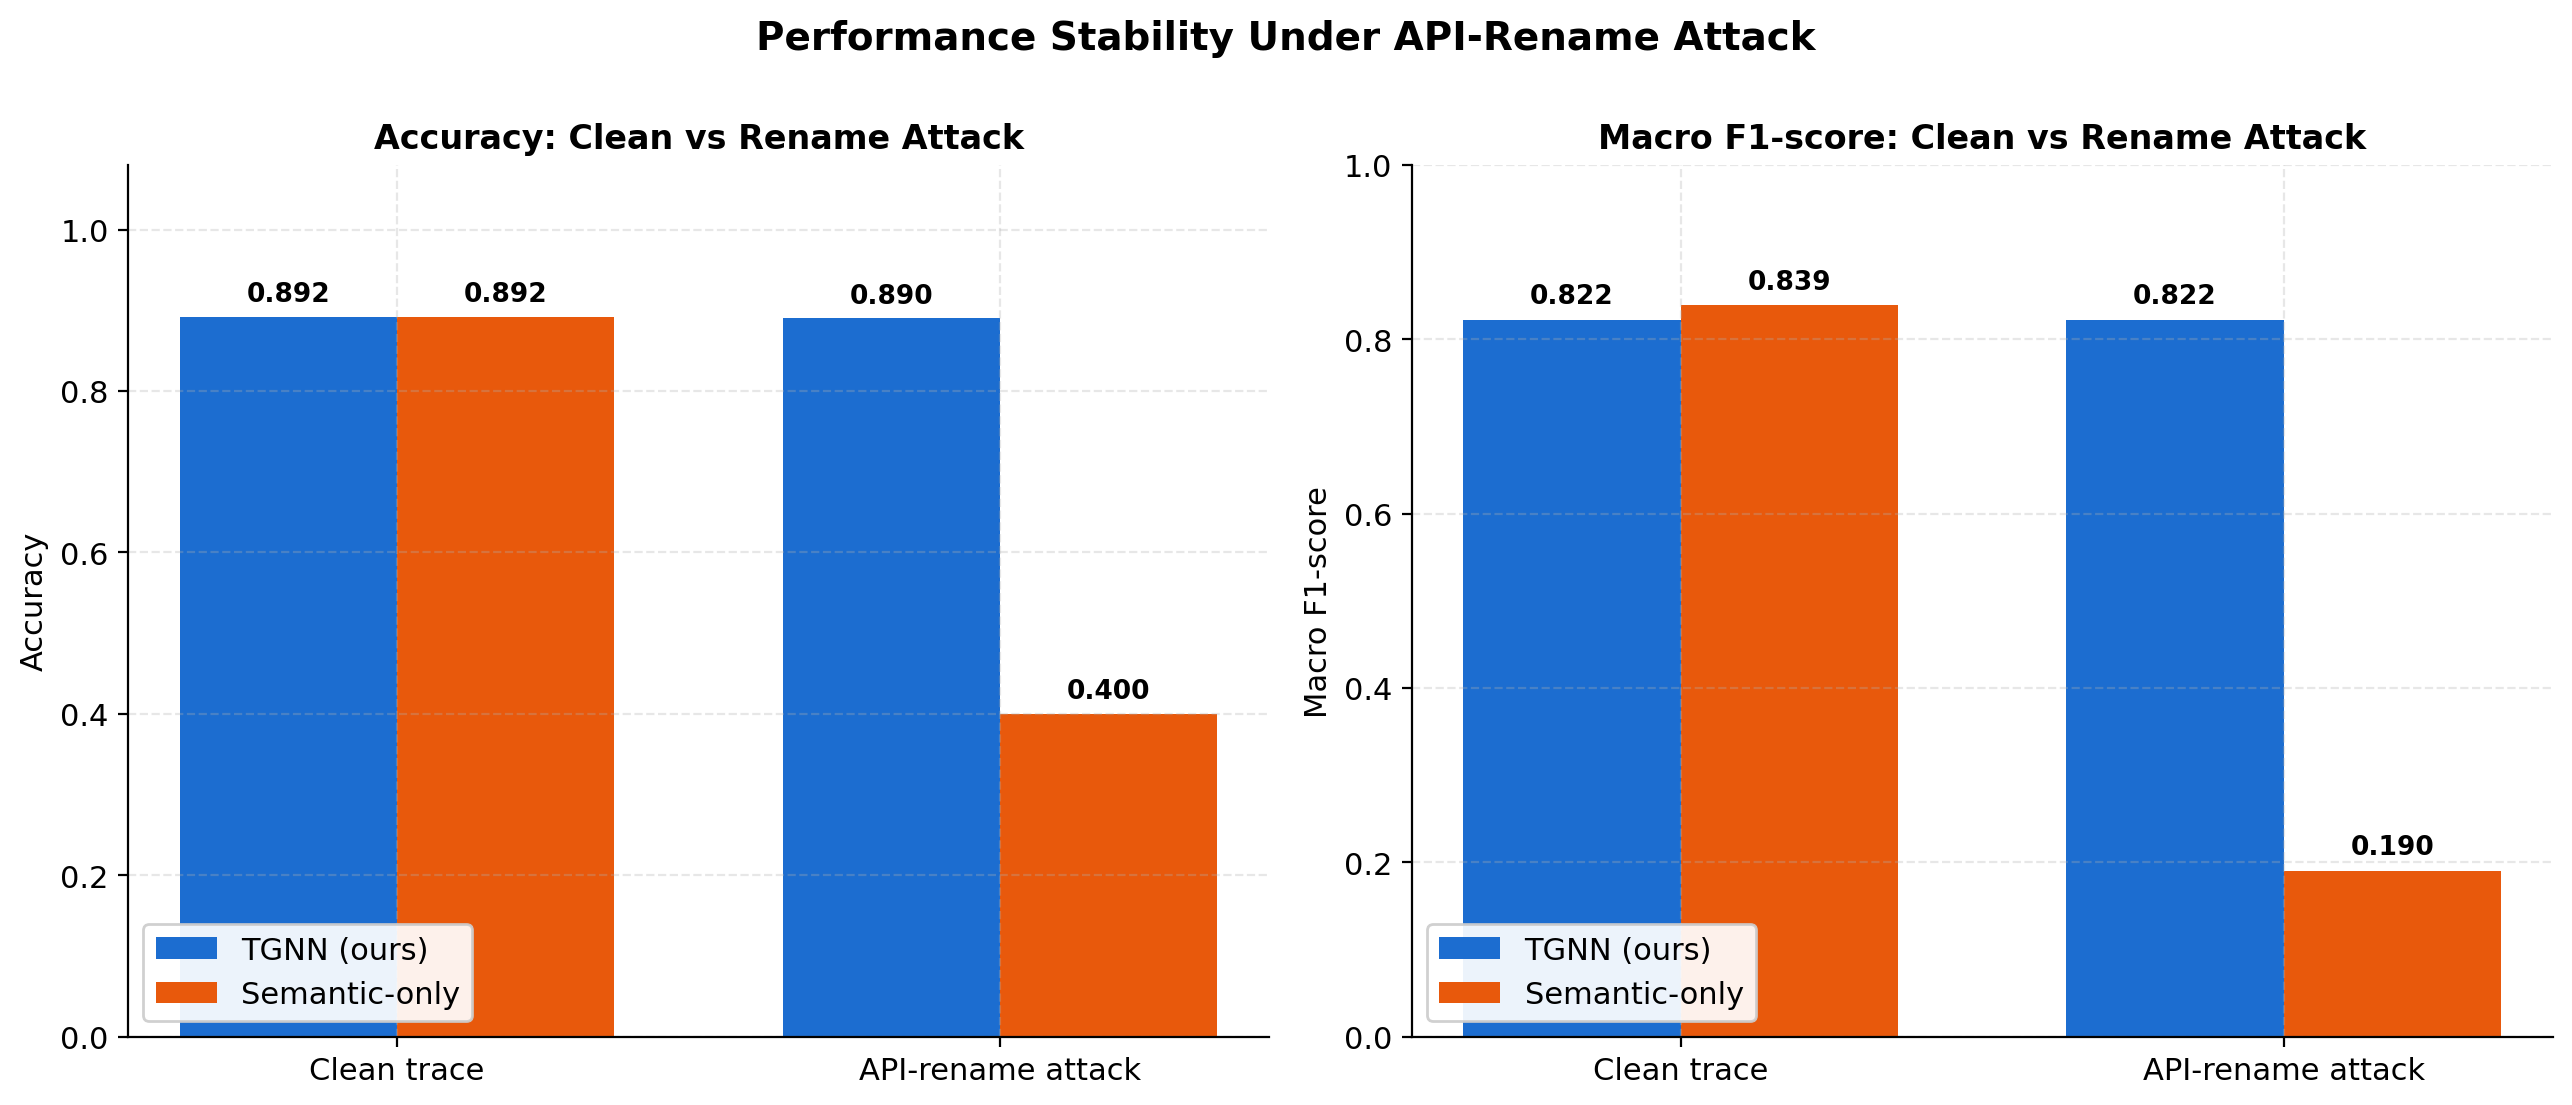 Performance Stability Under API-Rename Attack
Accuracy: Clean vs Rename Attack
Accuracy
1.0
0.8
0.6
0.4
0.2
0.0
0.892
0.892
0.890
0.400
TGNN (ours)
Semantic-only
Clean trace
API-rename attack
Macro F1-score: Clean vs Rename Attack
Macro F1-score
1.0
0.8
0.6
0.4
0.2
0.0
0.822
0.839
0.822
0.190
TGNN (ours)
Semantic-only
Clean trace
API-rename attack